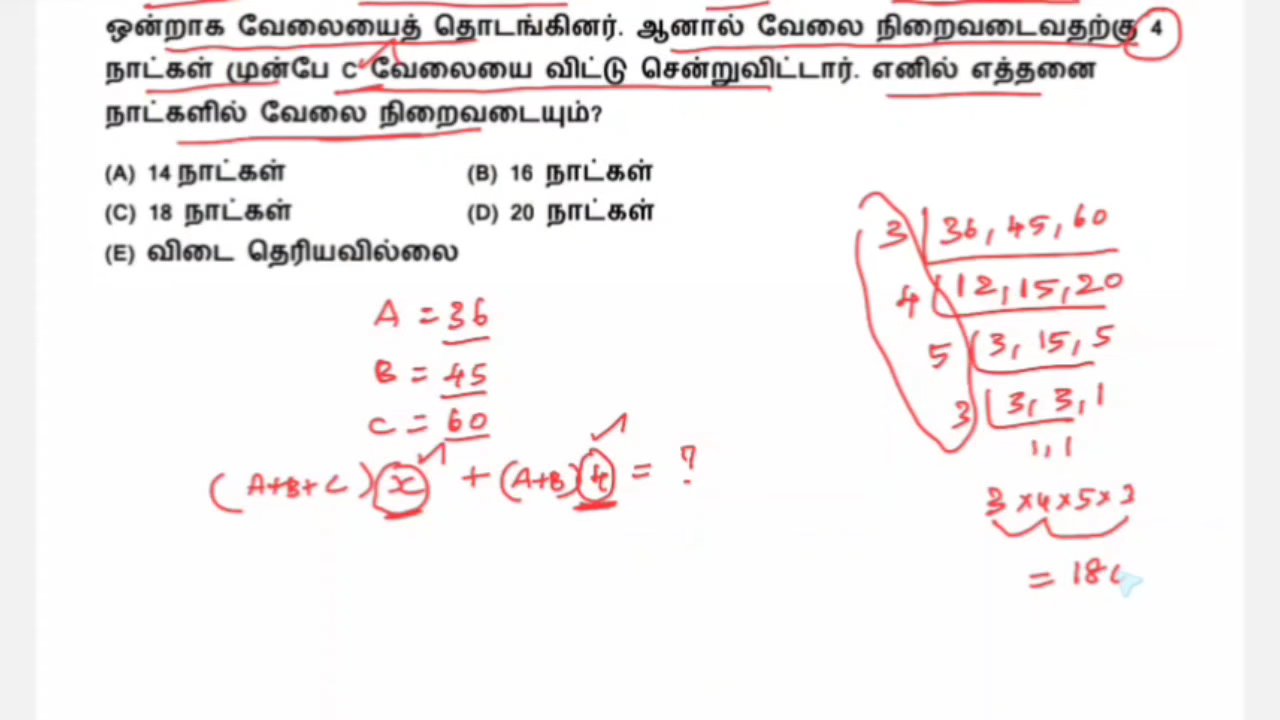 ஒன்றாக வேலையைத் தொடங்கினர். ஆனால் வேலை நிறைவடைவதற்கு 4
நாட்கள் முன்பே C வேலையை விட்டு சென்றுவிட்டார். எனில் எத்தனை
நாட்களில் வேலை நிறைவடையும்?
(A) 14 நாட்கள் (B) 16 நாட்கள்
(C) 18 நாட்கள் (D) 20 நாட்கள்
(E) விடை தெரியவில்லை
A = 36
B = 45
C = 60
(A+B+C) x + (A+B) 4 = ?
3 | 36, 45, 60
4 | 12, 15, 20
5 | 3, 15, 5
3 | 3, 3, 1
1, 1
3 x 4 x 5 x 3
= 180